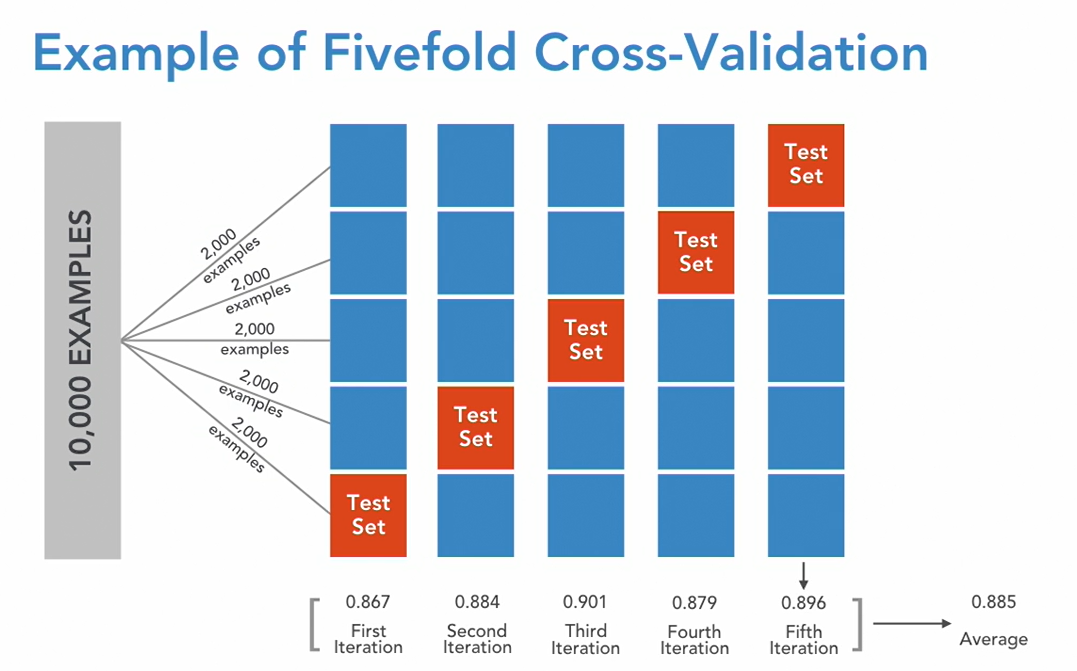 Example of Fivefold Cross-Validation
10,000 EXAMPLES
2,000
examples
2,000
examples
2,000
examples
2,000
examples
2,000
examples
Test
Set
Test
Set
Test
Set
Test
Set
Test
Set
0.867
First
Iteration
0.884
Second
Iteration
0.901
Third
Iteration
0.879
Fourth
Iteration
0.896
Fifth
Iteration
0.885
Average